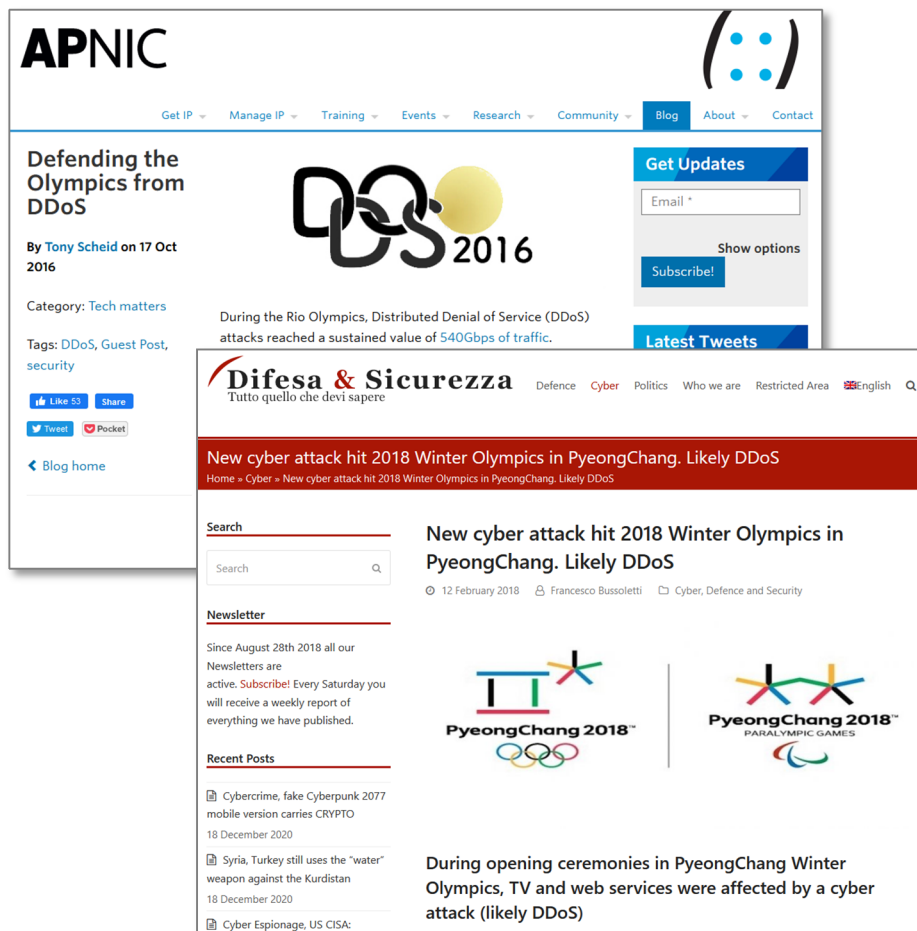 APNIC
Get IP
Manage IP
Training
Events
Research
Community
Blog
About
Contact
Defending the
Olympics from
DDoS
By Tony Scheid on 17 Oct
2016
Category: Tech matters
Tags: DDoS, Guest Post,
security
Like 53
Share
Tweet
Pocket
Blog home
DDOS 2016
During the Rio Olympics, Distributed Denial of Service (DDoS)
attacks reached a sustained value of 540Gbps of traffic.
Get Updates
Email *
Show options
Subscribe!
Latest Tweets
Difesa & Sicurezza
Tutto quello che devi sapere
Defence
Cyber
Politics
Who we are
Restricted Area
English
New cyber attack hit 2018 Winter Olympics in PyeongChang. Likely DDoS
Home » Cyber » New cyber attack hit 2018 Winter Olympics in PyeongChang. Likely DDoS
Search
Search
Newsletter
Since August 28th 2018 all our
Newsletters are
active. Subscribe! Every Saturday you
will receive a weekly report of
everything we have published.
Recent Posts
Cybercrime, fake Cyberpunk 2077
mobile version carries CRYPTO
18 December 2020
Syria, Turkey still uses the “water”
weapon against the Kurdistan
18 December 2020
Cyber Espionage, US CISA:
New cyber attack hit 2018 Winter Olympics in
PyeongChang. Likely DDoS
12 February 2018
Francesco Bussoletti
Cyber, Defence and Security
PyeongChang 2018™
PyeongChang 2018™
PARALYMPIC GAMES
During opening ceremonies in PyeongChang Winter
Olympics, TV and web services were affected by a cyber
attack (likely DDoS)